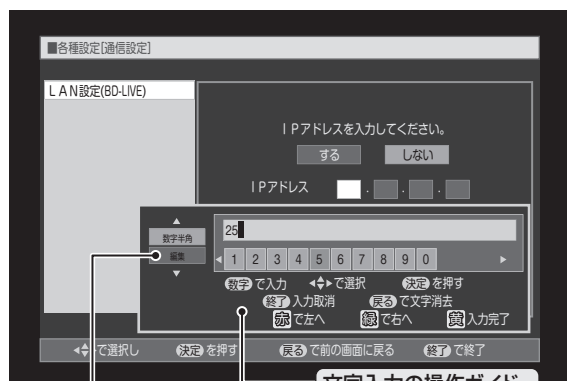 ■各種設定[通信設定]
LAN設定(BD-LIVE)
IPアドレスを入力してください。
する しない
IPアドレス . . .
▲
数字半角
編集
▼
25
◀ 1 2 3 4 5 6 7 8 9 0 ▶
数字で入力 ◀▲▼▶で選択 決定を押す
終了入力取消 戻るで文字消去
赤で左へ 緑で右へ 黄入力完了
◀▲▼▶で選択し 決定を押す 戻るで前の画面に戻る 終了で終了
文字入力の操作ガイド